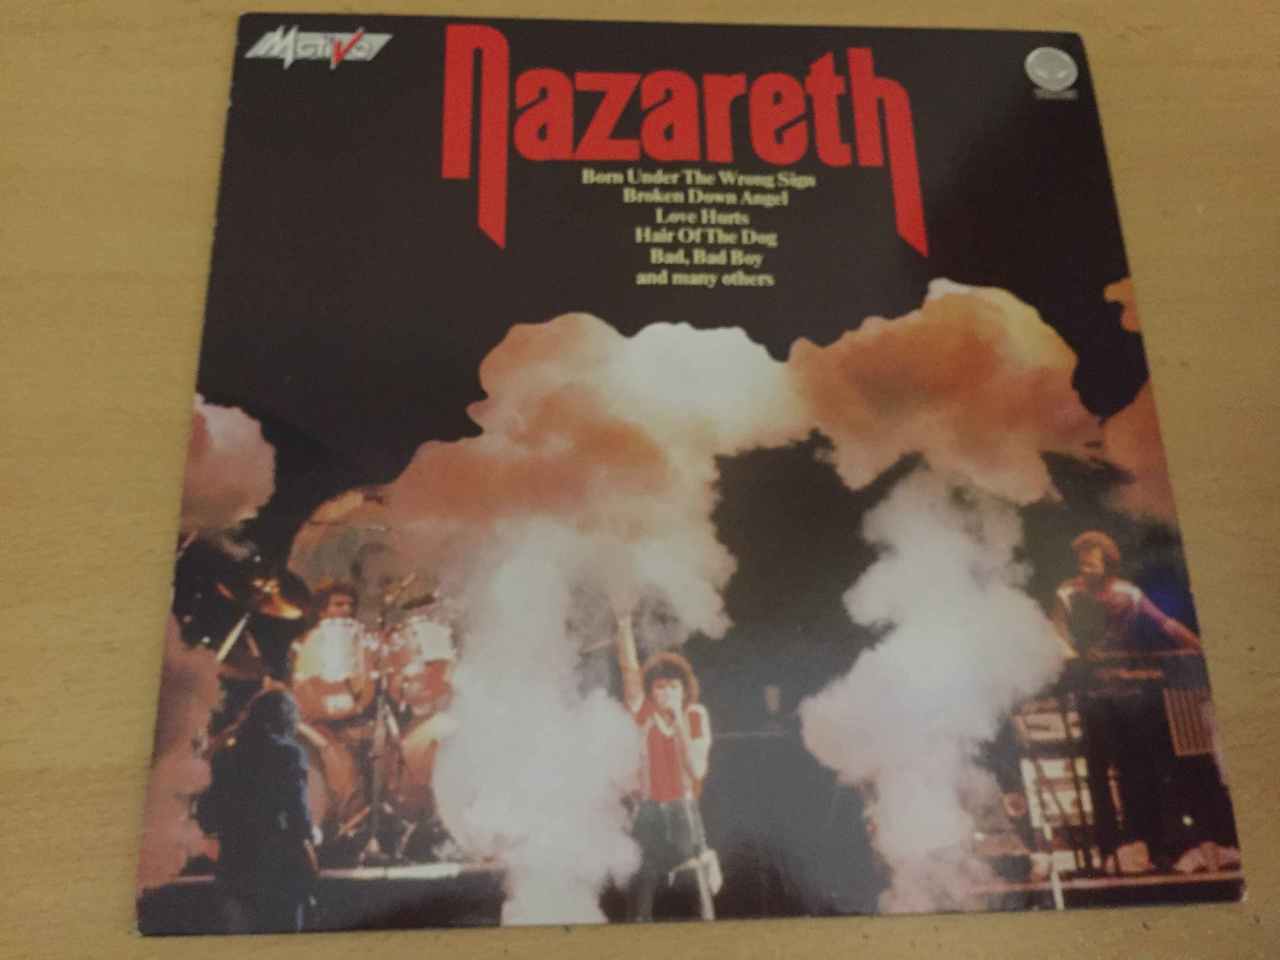 Motive
Nazareth
Born Under The Wrong Sign
Broken Down Angel
Love Hurts
Hair Of The Dog
Bad, Bad Boy
and many others